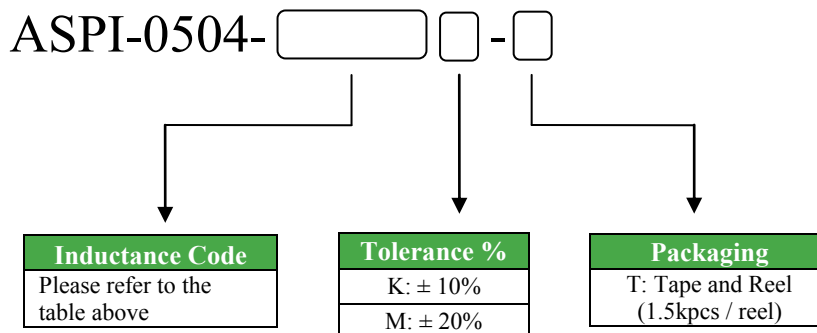 ASPI-0504- -
Inductance Code
Please refer to the
table above
Tolerance %
K: ± 10%
M: ± 20%
Packaging
T: Tape and Reel
(1.5kpcs / reel)